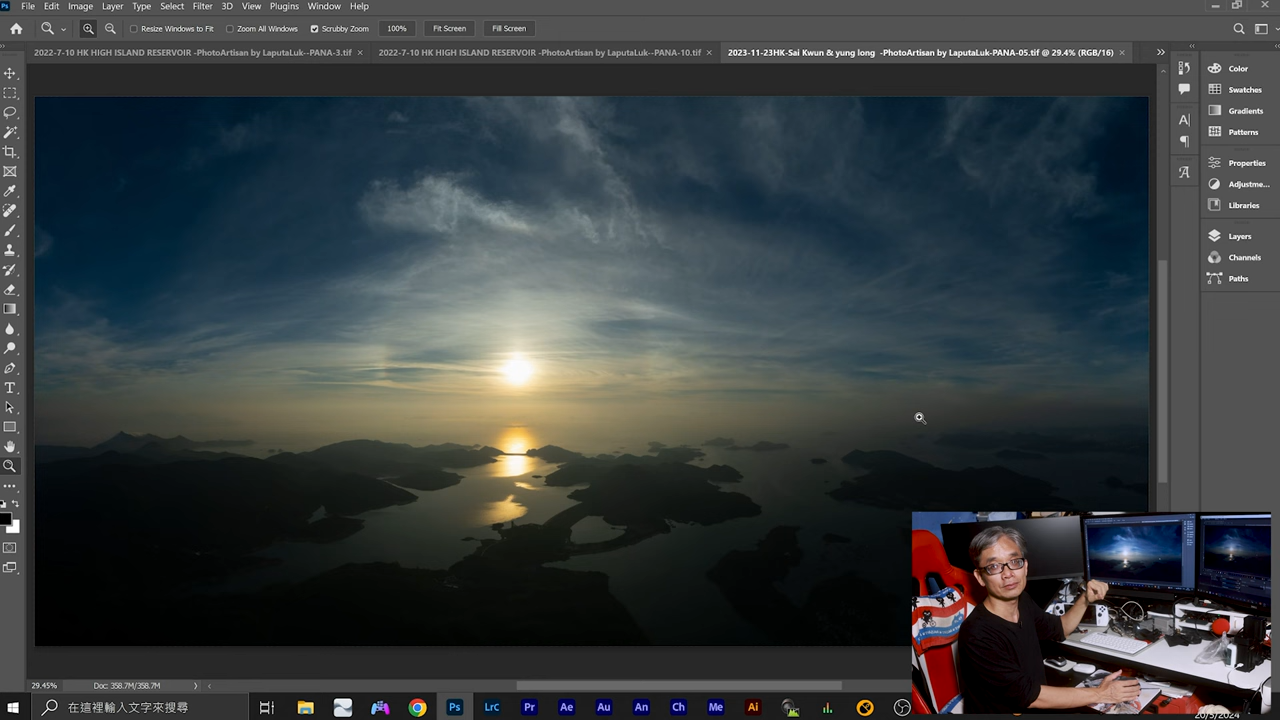 Ps File Edit Image Layer Type Select Filter 3D View Plugins Window Help
Resize Windows to Fit Zoom All Windows Scrubby Zoom 100% Fit Screen Fill Screen
2022-7-10 HK HIGH ISLAND RESERVOIR -PhotoArtisan by LaputaLuk--PANA-3.tif × 2022-7-10 HK HIGH ISLAND RESERVOIR -PhotoArtisan by LaputaLuk--PANA-10.tif × 2023-11-23HK-Sai Kwun & yung long -PhotoArtisan by LaputaLuk-PANA-05.tif @ 29.4% (RGB/16) ×
Color
Swatches
Gradients
Patterns
Properties
Adjustme...
Libraries
Layers
Channels
Paths
29.45% Doc: 358.7M/358.7M
在這裡輸入文字來搜尋
Ps LrC Pr Ae Au An Ch Me Ai
20/5/2024